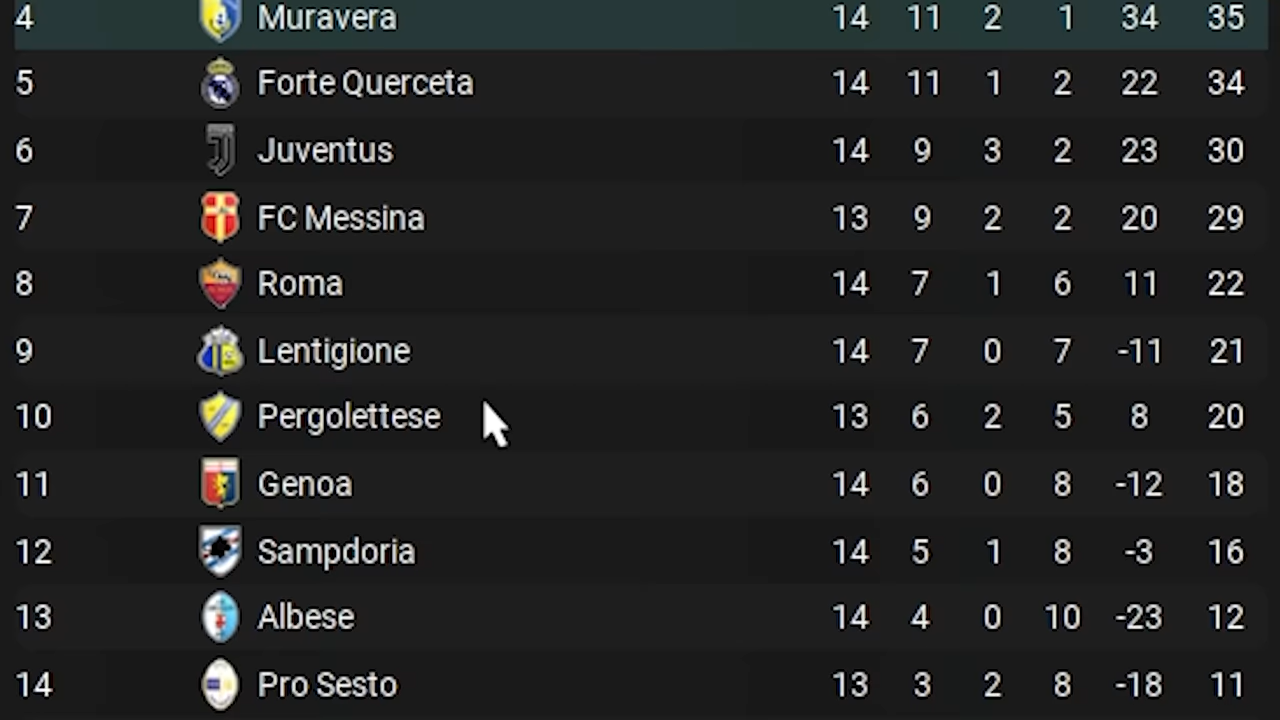 4 Muravera 14 11 2 1 34 35
5 Forte Querceta 14 11 1 2 22 34
6 Juventus 14 9 3 2 23 30
7 FC Messina 13 9 2 2 20 29
8 Roma 14 7 1 6 11 22
9 Lentigione 14 7 0 7 -11 21
10 Pergolettese 13 6 2 5 8 20
11 Genoa 14 6 0 8 -12 18
12 Sampdoria 14 5 1 8 -3 16
13 Albese 14 4 0 10 -23 12
14 Pro Sesto 13 3 2 8 -18 11